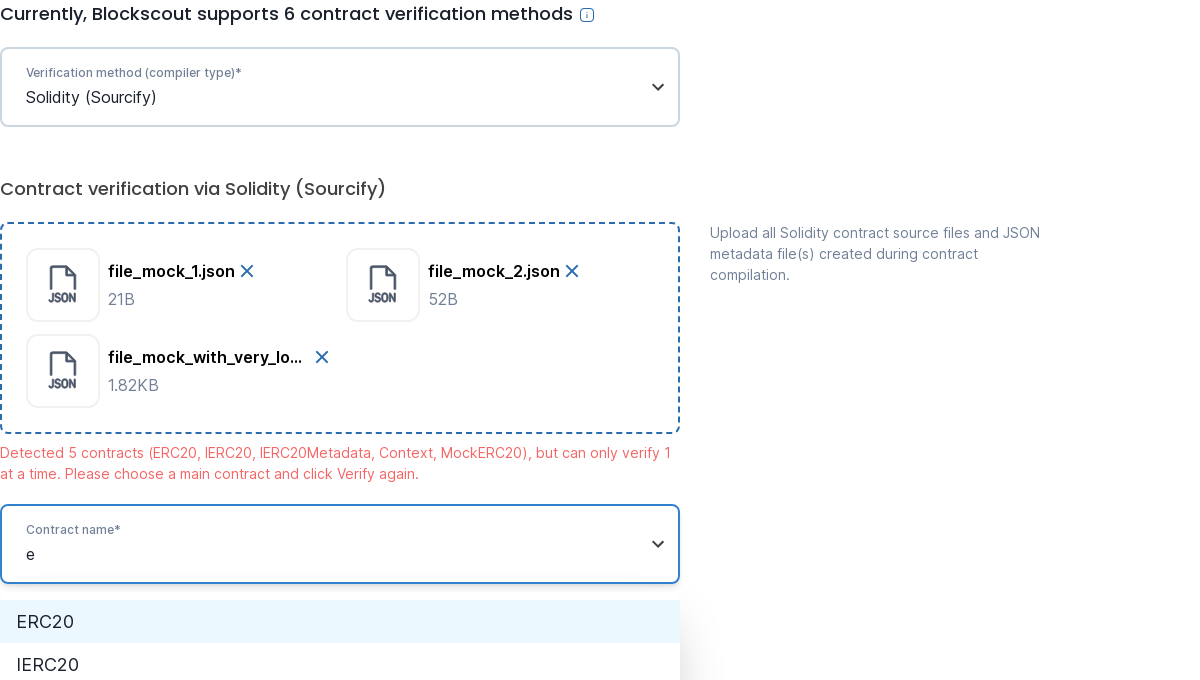 Currently, Blockscout supports 6 contract verification methods
Verification method (compiler type)*
Solidity (Sourcify)
Contract verification via Solidity (Sourcify)
Upload all Solidity contract source files and JSON
metadata file(s) created during contract
compilation.
JSON
file_mock_1.json
21B
JSON
file_mock_2.json
52B
JSON
file_mock_with_very_lo...
1.82KB
Detected 5 contracts (ERC20, IERC20, IERC20Metadata, Context, MockERC20), but can only verify 1
at a time. Please choose a main contract and click Verify again.
Contract name*
e
ERC20
IERC20